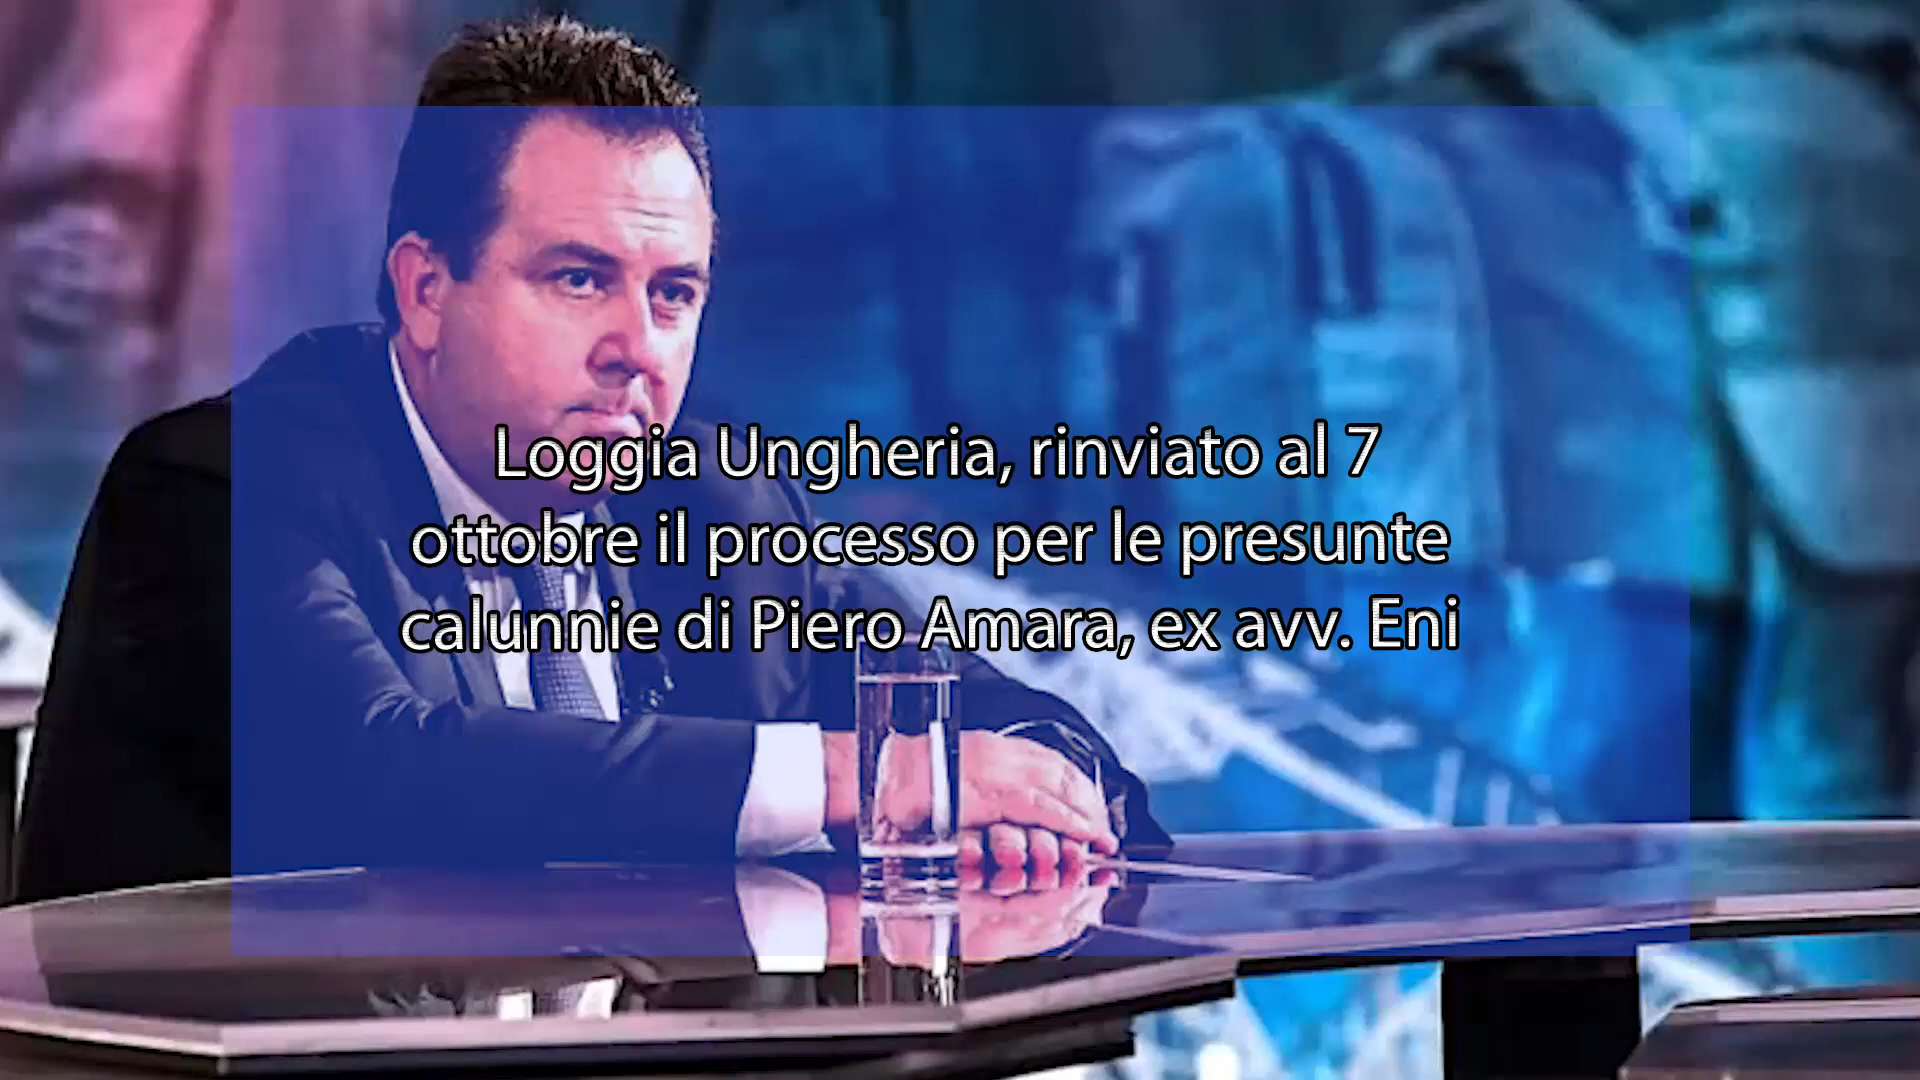 Loggia Ungheria, rinviato al 7
ottobre il processo per le presunte
calunnie di Piero Amara, ex avv. Eni